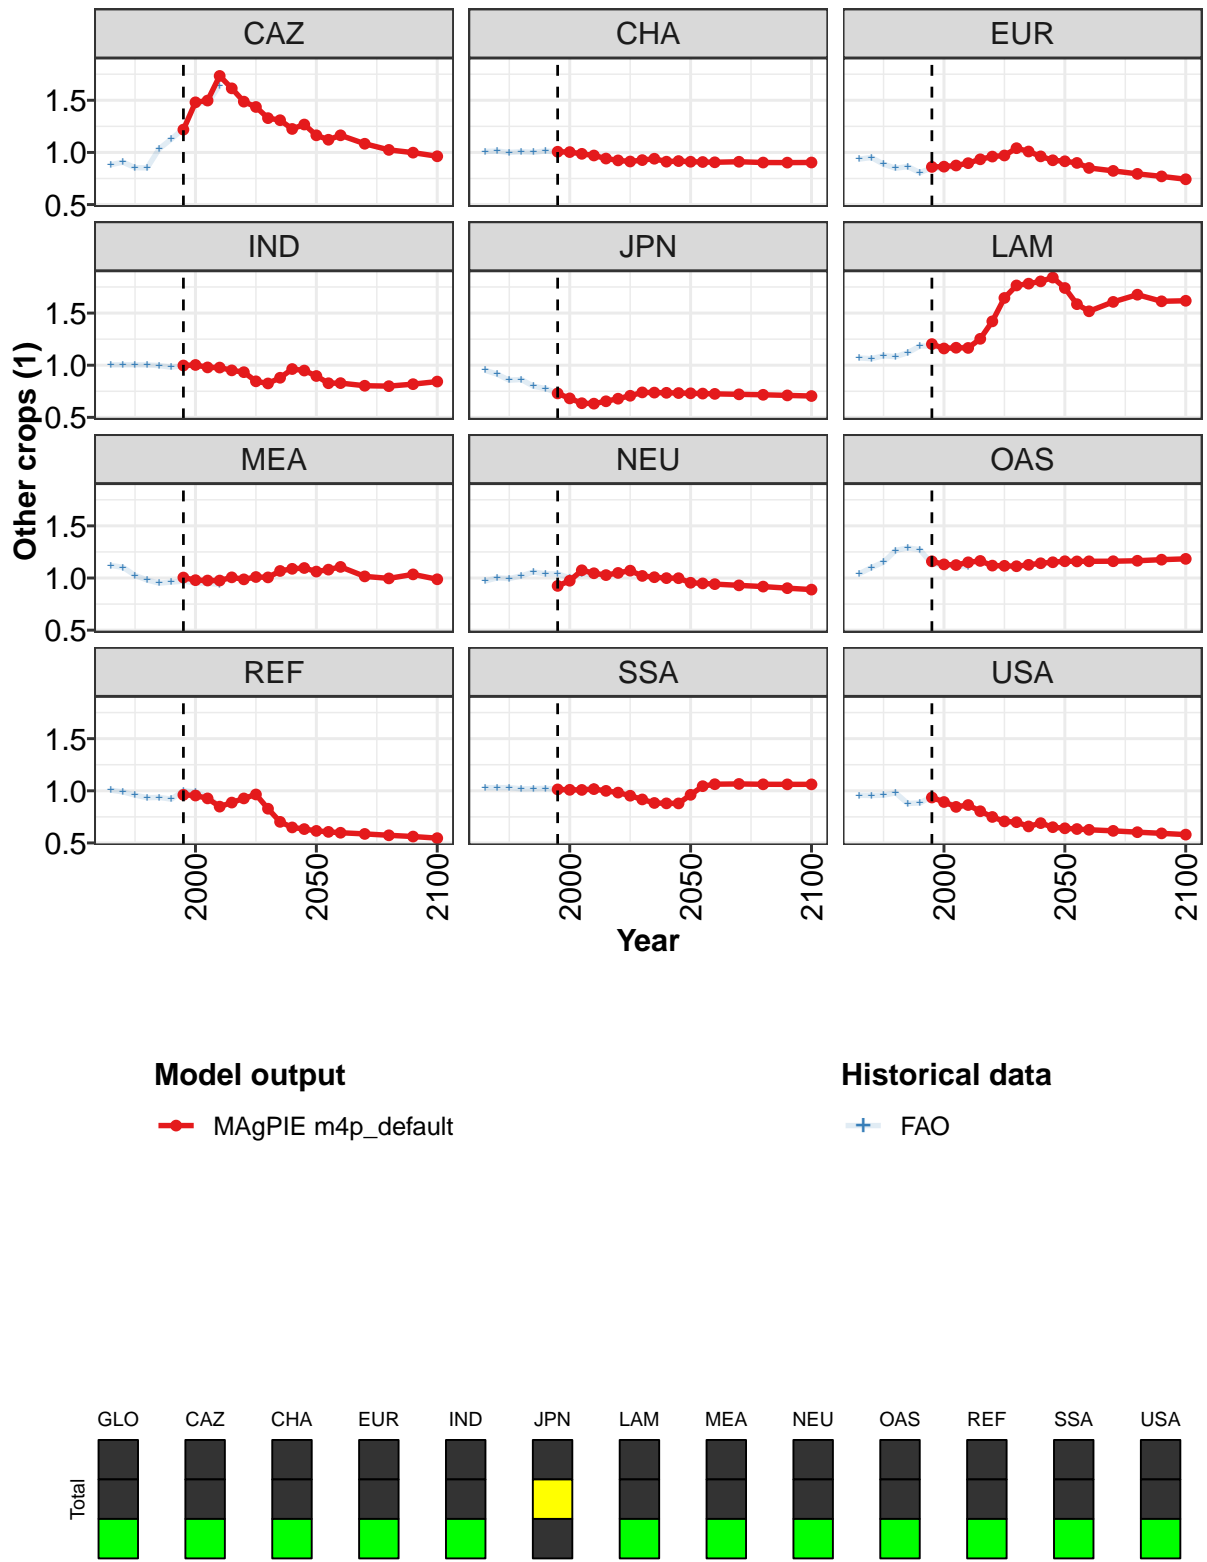 CAZ CHA EUR
1.5
1.0
0.5
IND JPN LAM
1.5
1.0
0.5
MEA NEU OAS
1.5
1.0
0.5
REF SSA USA
1.5
1.0
0.5
Other crops (1)
2000 2050 2100 2000 2050 2100 2000 2050 2100
Year
Model output
MAgPIE m4p_default
Historical data
FAO
GLO CAZ CHA EUR IND JPN LAM MEA NEU OAS REF SSA USA
Total